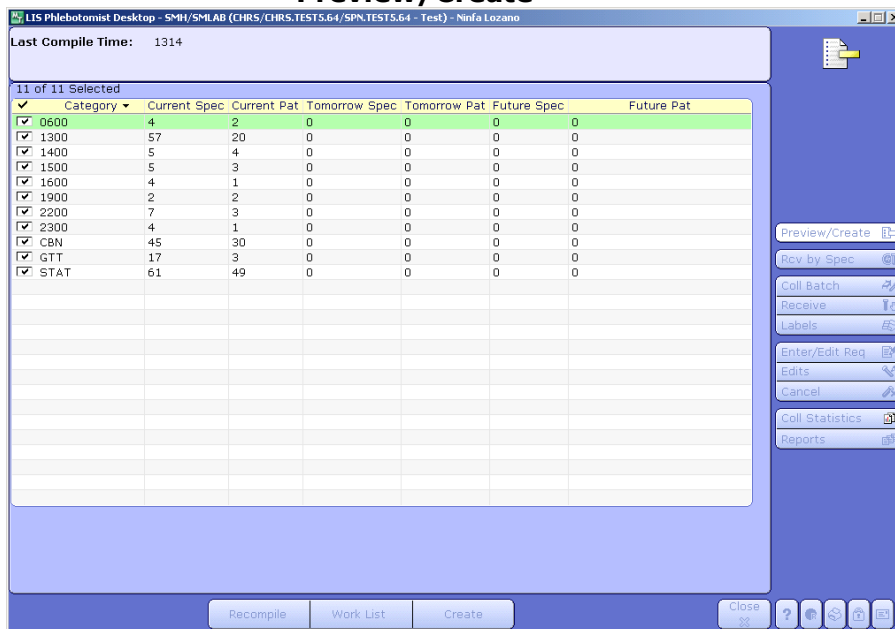 Preview/Create
LIS Phlebotomist Desktop - SMH/SMLAB (CHRS/CHRS.TEST5.64/SPN.TEST5.64 - Test) - Ninfa Lozano
Last Compile Time: 1314
11 of 11 Selected
Category Current Spec Current Pat Tomorrow Spec Tomorrow Pat Future Spec Future Pat
0600 4 2 0 0 0 0
1300 57 20 0 0 0 0
1400 5 4 0 0 0 0
1500 5 3 0 0 0 0
1600 4 1 0 0 0 0
1900 2 2 0 0 0 0
2200 7 3 0 0 0 0
2300 4 1 0 0 0 0
CBN 45 30 0 0 0 0
GTT 17 3 0 0 0 0
STAT 61 49 0 0 0 0
Preview/Create
Rcv by Spec
Coll Batch
Receive
Labels
Enter/Edit Req
Edits
Cancel
Coll Statistics
Reports
Recompile Work List Create Close
?